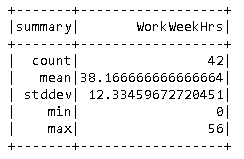 +-------+------------------+
|summary|      WorkWeekHrs|
+-------+------------------+
|  count|               42|
|   mean|38.166666666666664|
| stddev| 12.33459672720451|
|    min|                0|
|    max|               56|
+-------+------------------+